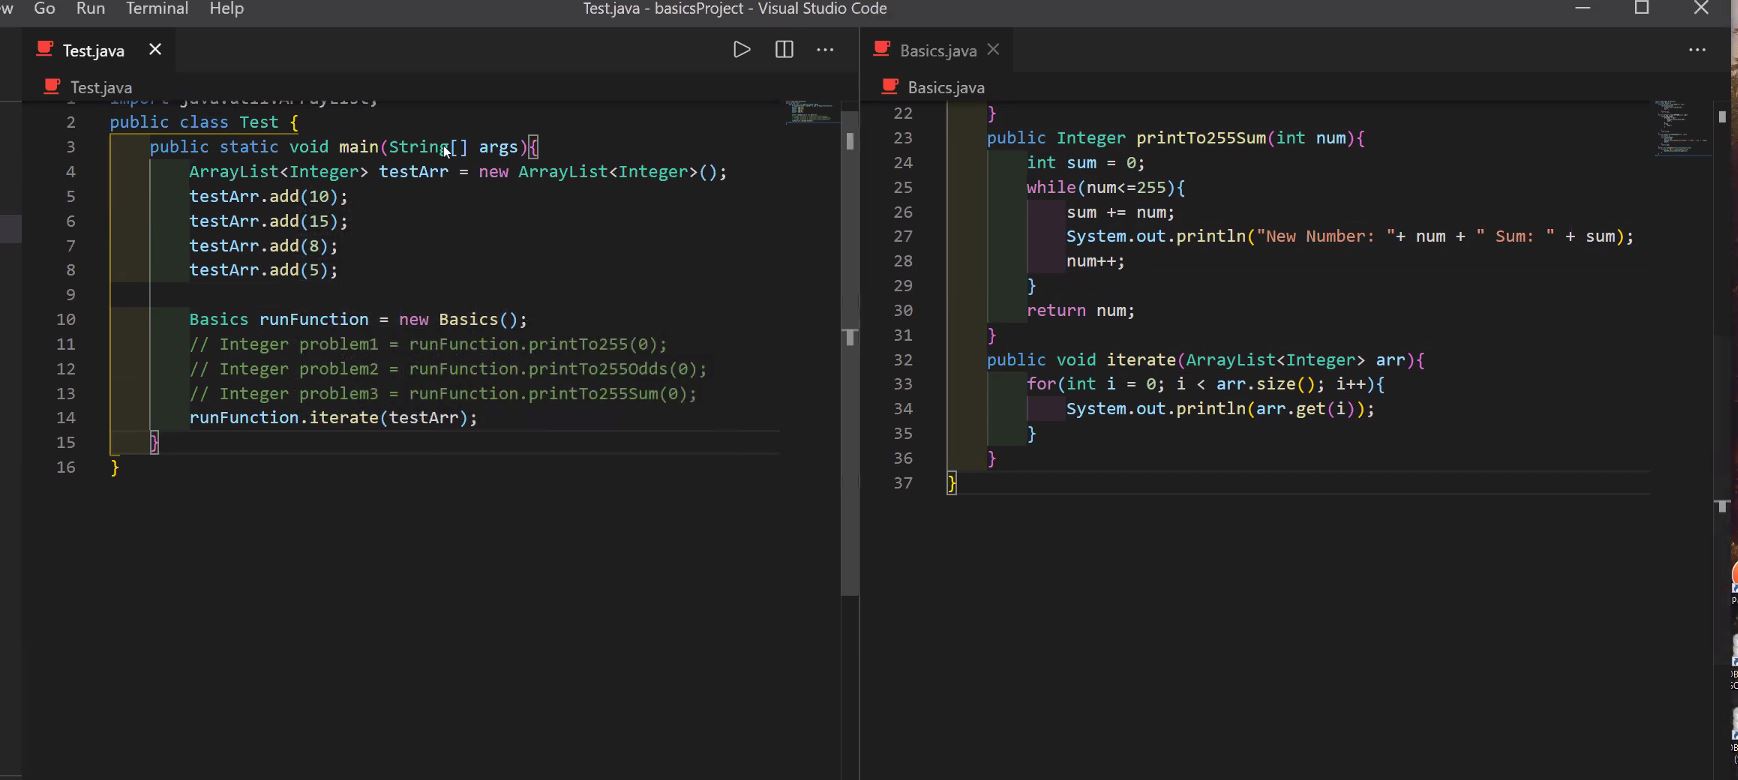 Go Run Terminal Help
Test.java - basicsProject - Visual Studio Code
Test.java
Test.java
2 public class Test {
3 public static void main(String[] args){
4 ArrayList<Integer> testArr = new ArrayList<Integer>();
5 testArr.add(10);
6 testArr.add(15);
7 testArr.add(8);
8 testArr.add(5);
9
10 Basics runFunction = new Basics();
11 // Integer problem1 = runFunction.printTo255(0);
12 // Integer problem2 = runFunction.printTo255Odds(0);
13 // Integer problem3 = runFunction.printTo255Sum(0);
14 runFunction.iterate(testArr);
15 }
16 }
Basics.java
Basics.java
22 }
23 public Integer printTo255Sum(int num){
24 int sum = 0;
25 while(num<=255){
26 sum += num;
27 System.out.println("New Number: "+ num + " Sum: " + sum);
28 num++;
29 }
30 return num;
31 }
32 public void iterate(ArrayList<Integer> arr){
33 for(int i = 0; i < arr.size(); i++){
34 System.out.println(arr.get(i));
35 }
36 }
37 }